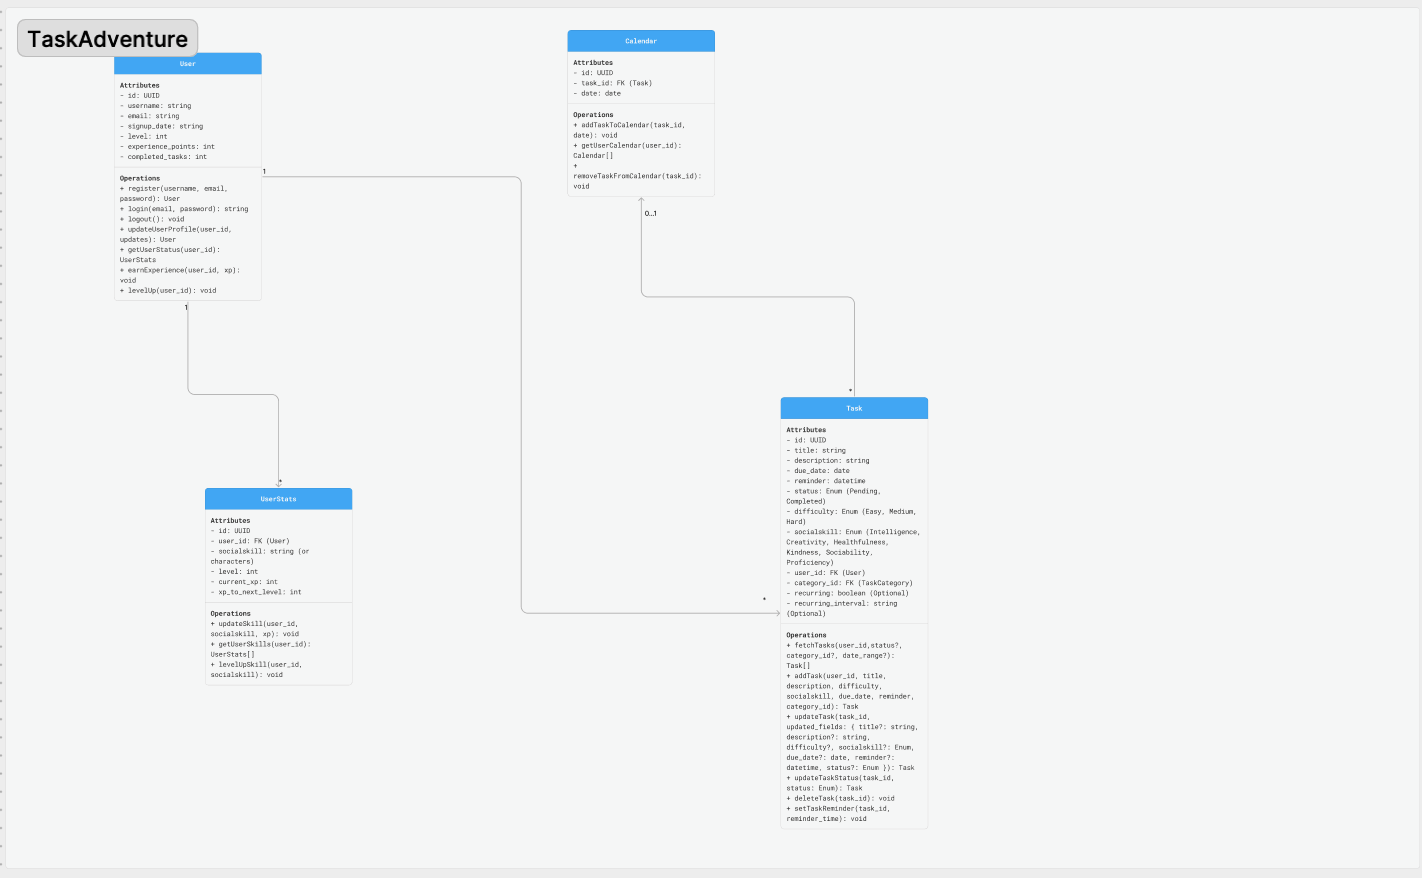 TaskAdventure
User
Attributes
- id: UUID
- username: string
- email: string
- signup_date: string
- level: int
- experience_points: int
- completed_tasks: int
Operations
+ register(username, email,
password): User
+ login(email, password): string
+ logout(): void
+ updateUserProfile(user_id,
updates): User
+ getUserStatus(user_id):
UserStats
+ earnExperience(user_id, xp):
void
+ levelUp(user_id): void
1
1
Calendar
Attributes
- id: UUID
- task_id: FK (Task)
- date: date
Operations
+ addTaskToCalendar(task_id,
date): void
+ getUserCalendar(user_id):
Calendar[]
+
removeTaskFromCalendar(task_id):
void
0...1
*
UserStats
Attributes
- id: UUID
- user_id: FK (User)
- socialskill: string (or
characters)
- level: int
- current_xp: int
- xp_to_next_level: int
Operations
+ updateSkill(user_id,
socialskill, xp): void
+ getUserSkills(user_id):
UserStats[]
+ levelUpSkill(user_id,
socialskill): void
*
*
Task
Attributes
- id: UUID
- title: string
- description: string
- due_date: date
- reminder: datetime
- status: Enum (Pending,
Completed)
- difficulty: Enum (Easy, Medium,
Hard)
- socialskill: Enum (Intelligence,
Creativity, Healthfulness,
Kindness, Sociability,
Proficiency)
- user_id: FK (User)
- category_id: FK (TaskCategory)
- recurring: boolean (Optional)
- recurring_interval: string
(Optional)
Operations
+ fetchTasks(user_id,status?,
category_id?, date_range?):
Task[]
+ addTask(user_id, title,
description, difficulty,
socialskill, due_date, reminder,
category_id): Task
+ updateTask(task_id,
updated_fields: { title?: string,
description?: string,
difficulty?, socialskill?: Enum,
due_date?: date, reminder?:
datetime, status?: Enum }): Task
+ updateTaskStatus(task_id,
status: Enum): Task
+ deleteTask(task_id): void
+ setTaskReminder(task_id,
reminder_time): void